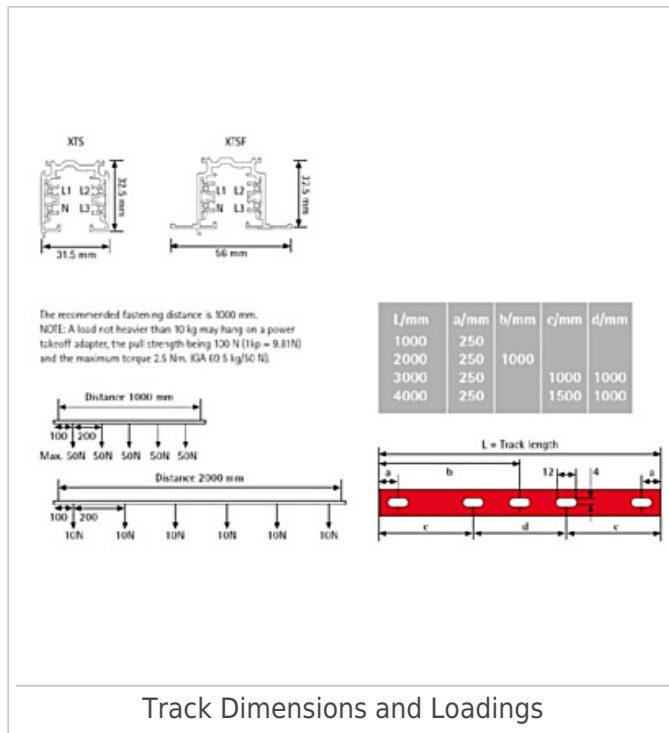 XTS XTSF
L1 L2
N L3
32.5 mm
31.5 mm
L1 L2
N L3
32.5 mm
56 mm
The recommended fastening distance is 1000 mm.
NOTE: A load not heavier than 10 kg may hang on a power
takeoff adapter, the pull strength being 100 N (1kp = 9.81N)
and the maximum torque 2.5 Nm. (GA 69 5 kg/50 N).
Distance 1000 mm
100 200
Max. 50N 50N 50N 50N 50N
Distance 2000 mm
100 200
10N 10N 10N 10N 10N 10N
L/mm a/mm b/mm c/mm d/mm
1000 250
2000 250 1000
3000 250 1000 1000
4000 250 1500 1000
L = Track length
b 12 4
a a
c d c
Track Dimensions and Loadings